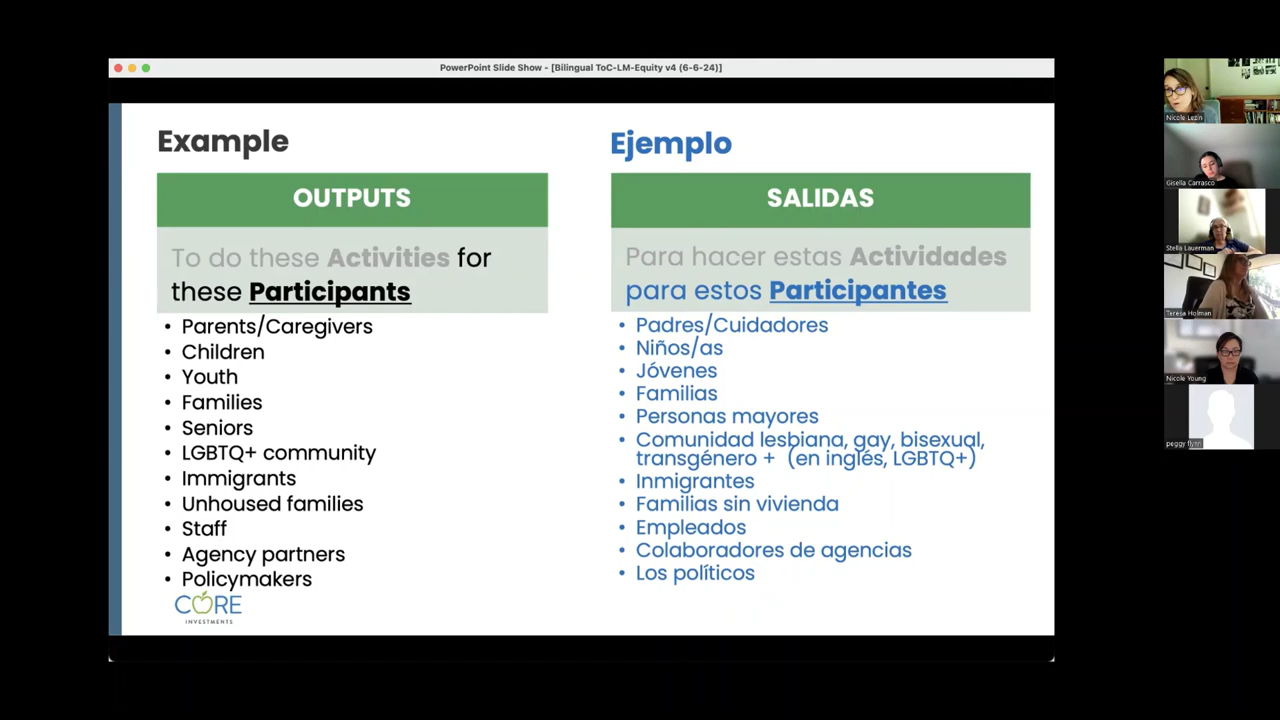 PowerPoint Slide Show - [Bilingual ToC-LM-Equity v4 (6-6-24)]
Example
OUTPUTS
To do these Activities for
these Participants
• Parents/Caregivers
• Children
• Youth
• Families
• Seniors
• LGBTQ+ community
• Immigrants
• Unhoused families
• Staff
• Agency partners
• Policymakers
CORE
INVESTMENTS
Ejemplo
SALIDAS
Para hacer estas Actividades
para estos Participantes
• Padres/Cuidadores
• Niños/as
• Jóvenes
• Familias
• Personas mayores
• Comunidad lesbiana, gay, bisexual,
transgénero + (en inglés, LGBTQ+)
• Inmigrantes
• Familias sin vivienda
• Empleados
• Colaboradores de agencias
• Los políticos
Nicole Lezin
Gisella Carrasco
Stella Lauerman
Teresa Holman
Nicole Young
peggy flynn